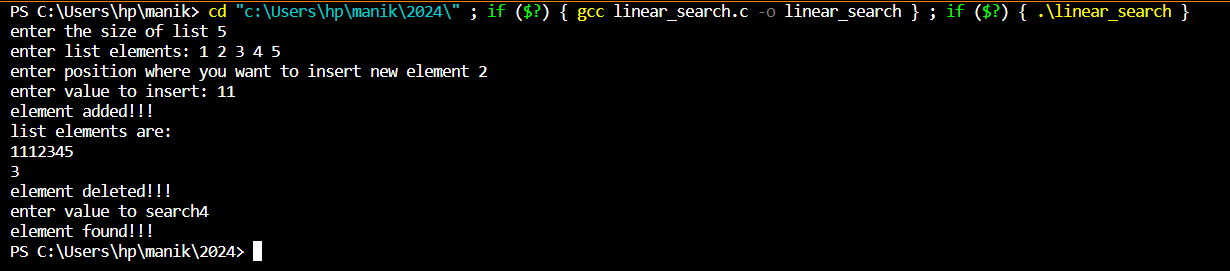 PS C:\Users\hp\manik> cd "c:\Users\hp\manik\2024\" ; if ($?) { gcc linear_search.c -o linear_search } ; if ($?) { .\linear_search }
enter the size of list 5
enter list elements: 1 2 3 4 5
enter position where you want to insert new element 2
enter value to insert: 11
element added!!!
list elements are:
1112345
3
element deleted!!!
enter value to search4
element found!!!
PS C:\Users\hp\manik\2024>